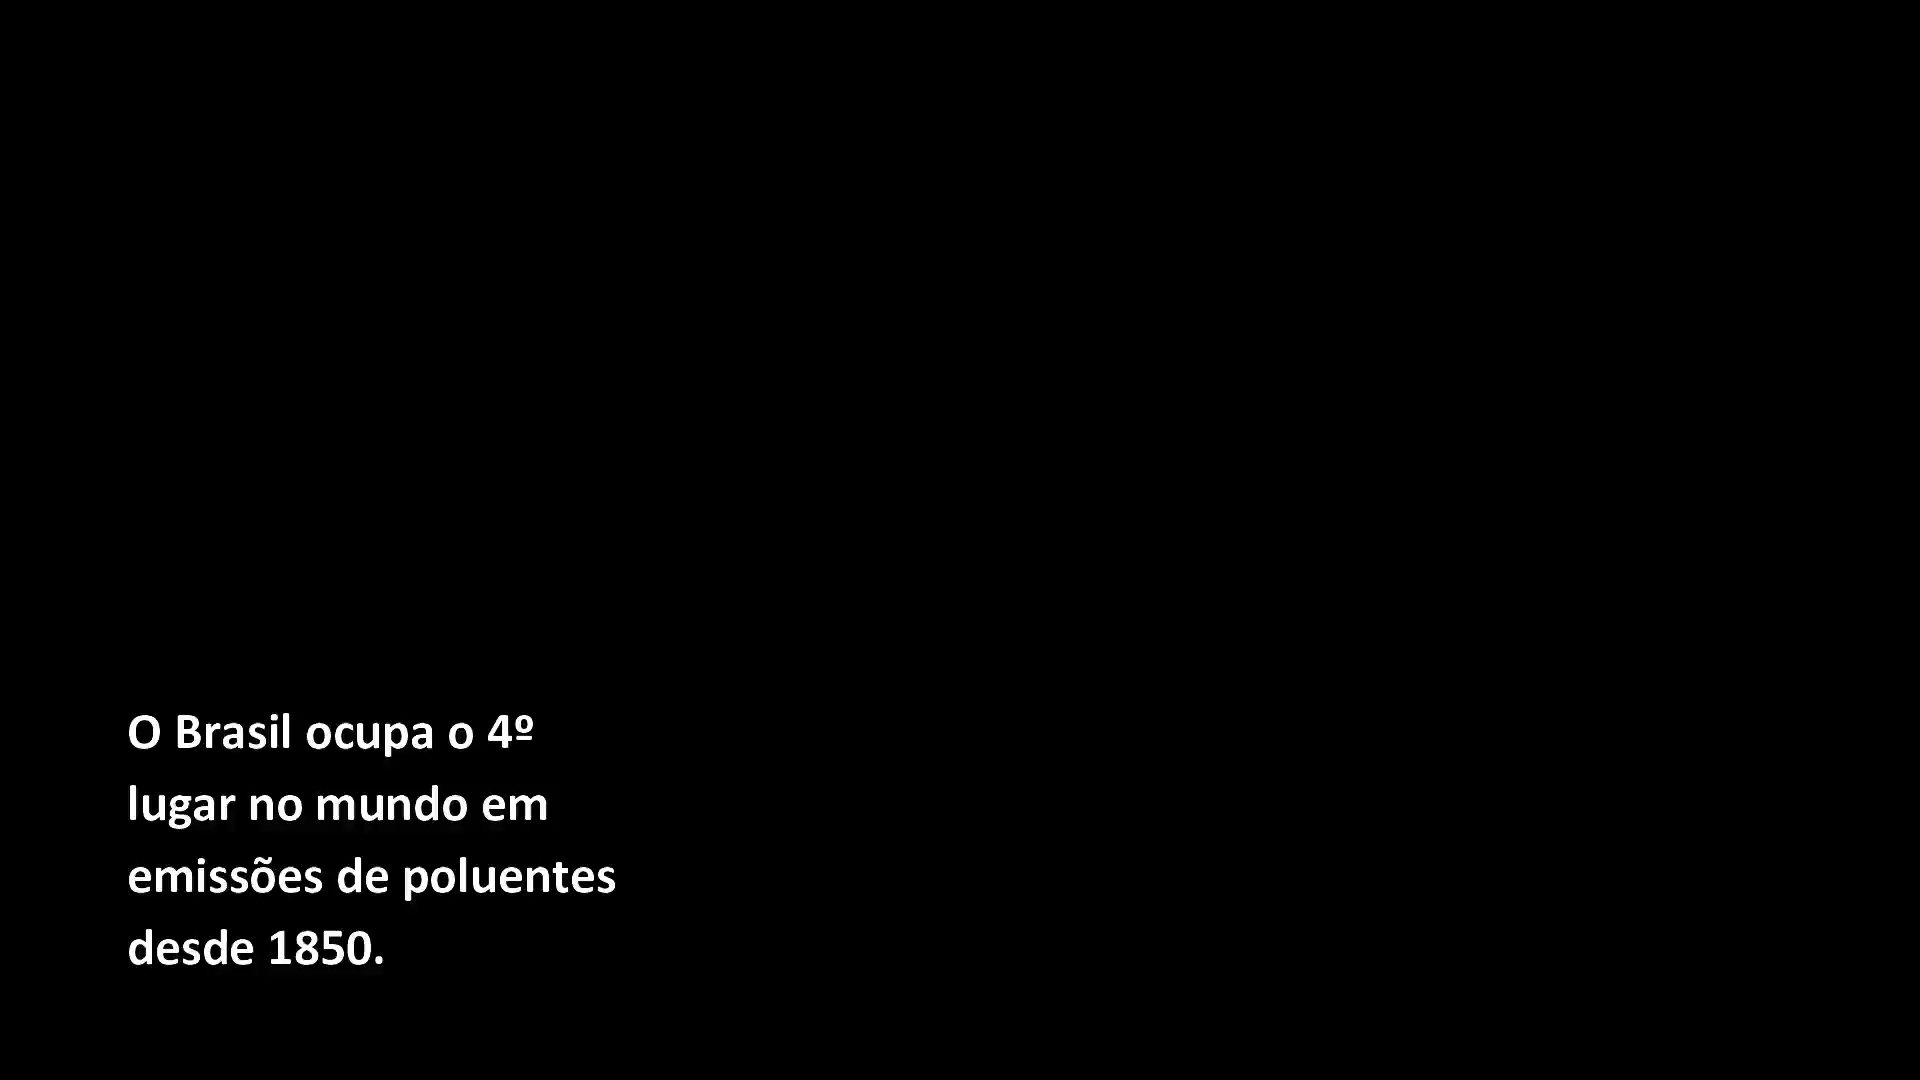 O Brasil ocupa o 4º
lugar no mundo em
emissões de poluentes
desde 1850.